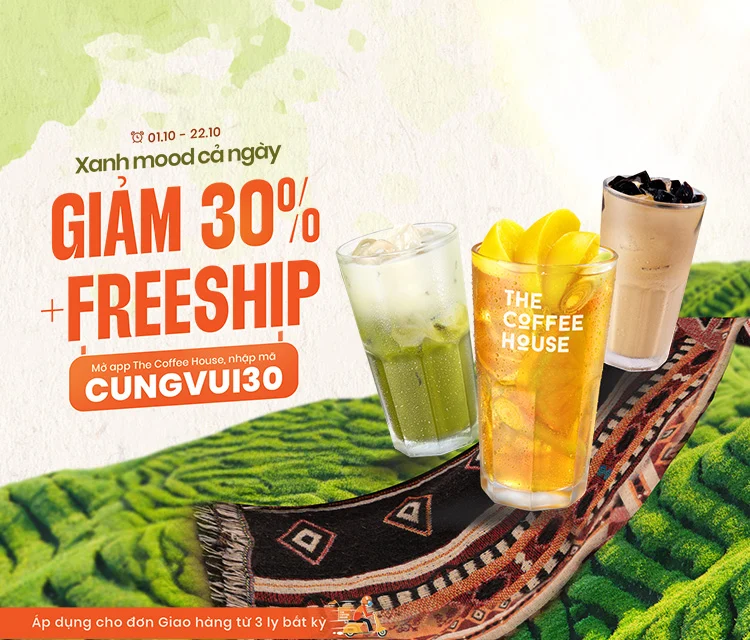 01.10 - 22.10
Xanh mood cả ngày
GIẢM 30%
+FREESHIP
Mở app The Coffee House, nhập mã
CUNGVUI30
THE
COFFEE
HOUSE
Áp dụng cho đơn Giao hàng từ 3 ly bất kỳ